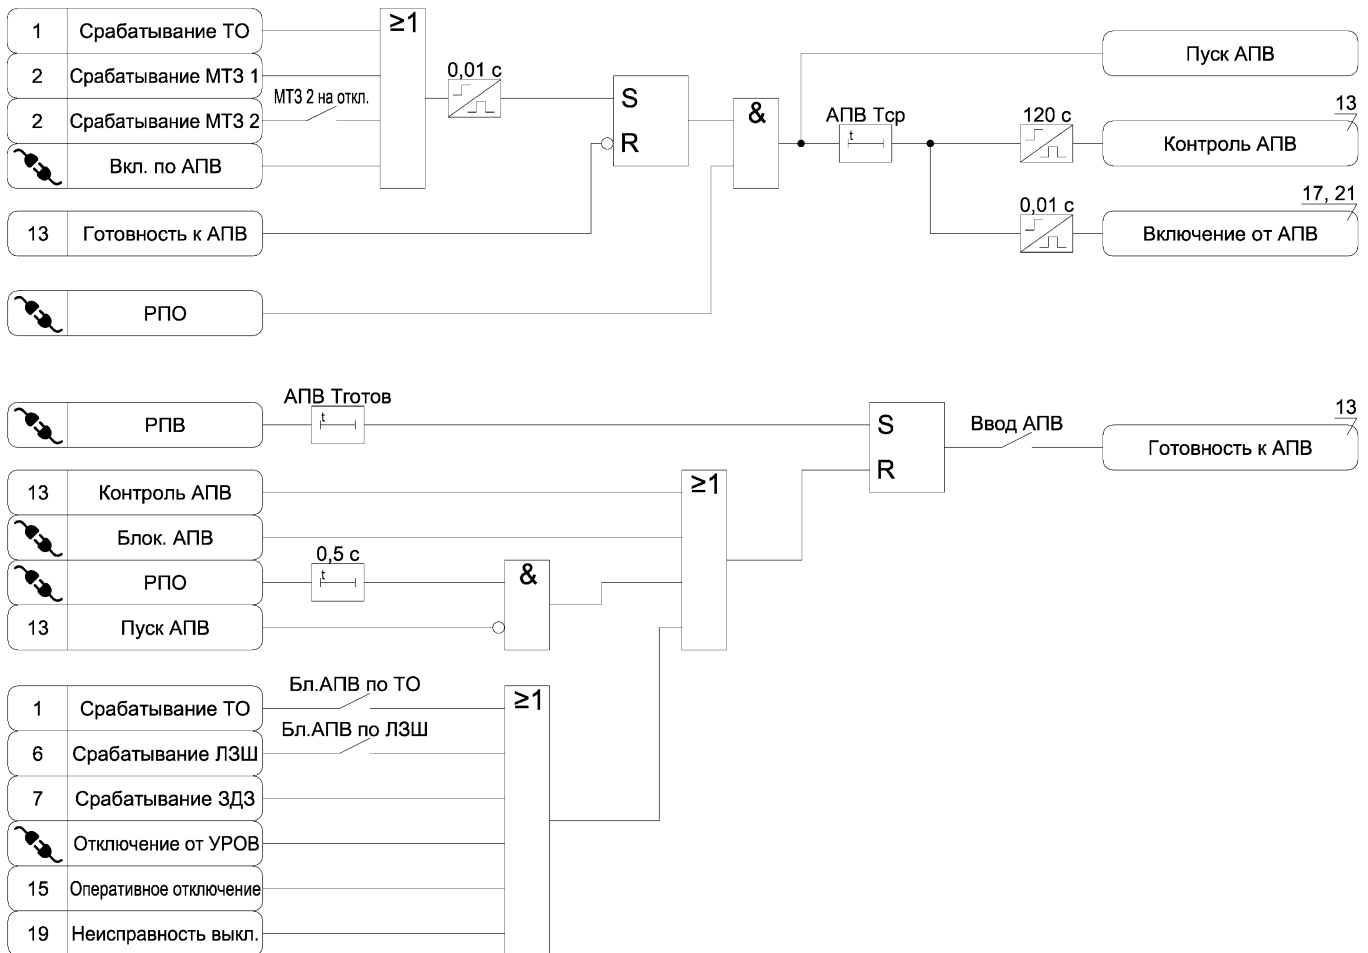 1 Срабатывание ТО
2 Срабатывание МТЗ 1
2 Срабатывание МТЗ 2
МТЗ 2 на откл.
Вкл. по АПВ
13 Готовность к АПВ
РПО
≥1
0,01 с
S
R
&
АПВ Тср
Пуск АПВ
120 с
13
Контроль АПВ
0,01 с
17, 21
Включение от АПВ
РПВ
АПВ Тготов
13 Контроль АПВ
Блок. АПВ
РПО
0,5 с
13 Пуск АПВ
&
≥1
S
R
Ввод АПВ
13
Готовность к АПВ
1 Срабатывание ТО
Бл.АПВ по ТО
6 Срабатывание ЛЗШ
Бл.АПВ по ЛЗШ
7 Срабатывание ЗДЗ
Отключение от УРОВ
15 Оперативное отключение
19 Неисправность выкл.
≥1
t
t
t